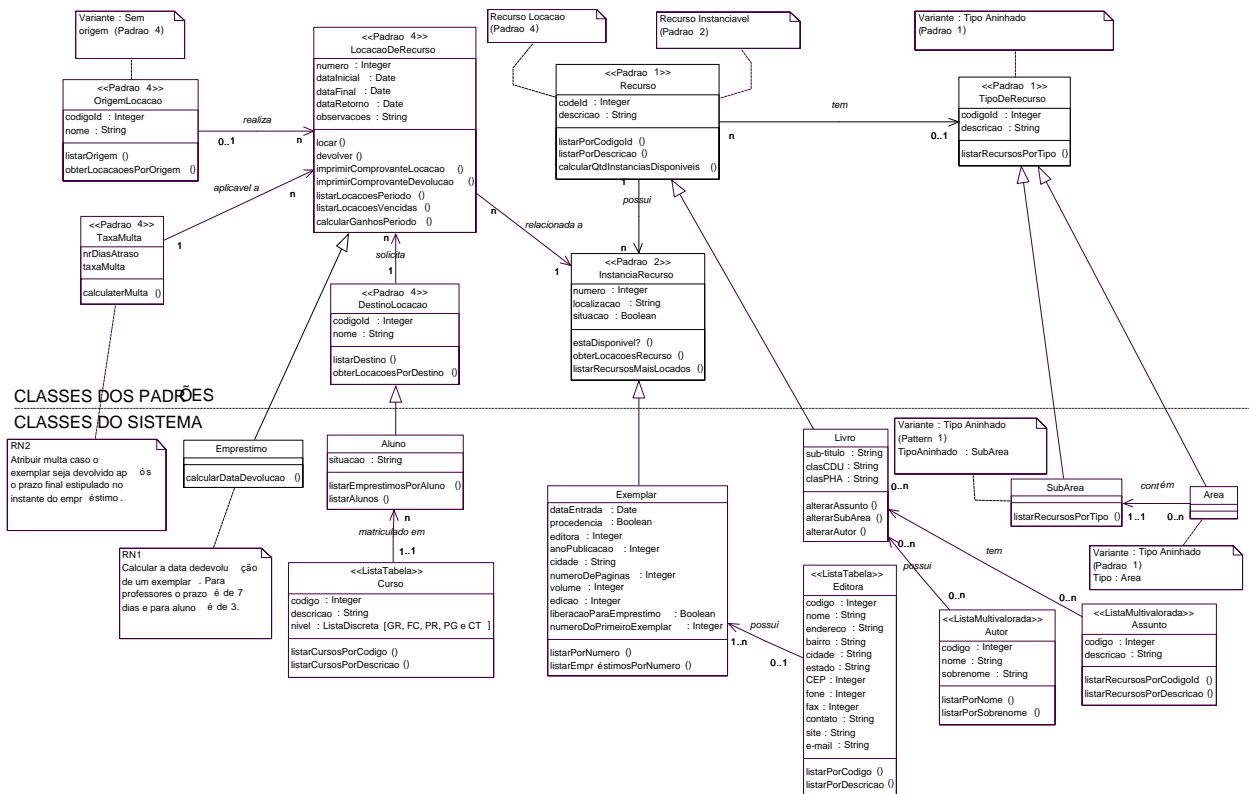 Variante : Sem
origem (Padrao 4)
<<Padrao 4>>
OrigemLocacao
codigoId : Integer
nome : String
listarOrigem ()
obterLocacaoesPorOrigem ()
realiza
0..1
n
<<Padrao 4>>
LocacaoDeRecurso
numero : Integer
dataInicial : Date
dataFinal : Date
dataRetorno : Date
observacoes : String
locar ()
devolver ()
imprimirComprovanteLocacao ()
imprimirComprovanteDevolucao ()
listarLocacoesPeriodo ()
listarLocacoesVencidas ()
calcularGanhosPeriodo ()
Recurso Locacao
(Padrao 4)
Recurso Instanciavel
(Padrao 2)
<<Padrao 1>>
Recurso
codeId : Integer
descricao : String
listarPorCodigoId ()
listarPorDescricao ()
calcularQtdInstanciasDisponiveis ()
tem
n
0..1
Variante : Tipo Aninhado
(Padrao 1)
<<Padrao 1>>
TipoDeRecurso
codigoId : Integer
descricao : String
listarRecursosPorTipo ()
aplicavel a
n
1
<<Padrao 4>>
TaxaMulta
nrDiasAtraso
taxaMulta
calculaterMulta ()
n
solicita
1
n
relacionada a
1
1
possui
n
<<Padrao 4>>
DestinoLocacao
codigoId : Integer
nome : String
listarDestino ()
obterLocacoesPorDestino ()
<<Padrao 2>>
InstanciaRecurso
numero : Integer
localizacao : String
situacao : Boolean
estaDisponivel? ()
obterLocacoesRecurso ()
listarRecursosMaisLocados ()
CLASSES DOS PADRÕES
CLASSES DO SISTEMA
RN2
Atribuir multa caso o
exemplar seja devolvido ap ós
o prazo final estipulado no
instante do empr éstimo .
Emprestimo
calcularDataDevolucao ()
RN1
Calcular a data dedevolu ção
de um exemplar . Para
professores o prazo é de 7
dias e para aluno é de 3.
Aluno
situacao : String
listarEmprestimosPorAluno ()
listarAlunos ()
n
matriculado em
1..1
<<ListaTabela>>
Curso
codigo : Integer
descricao : String
nivel : ListaDiscreta [GR, FC, PR, PG e CT ]
listarCursosPorCodigo ()
listarCursosPorDescricao ()
Exemplar
dataEntrada : Date
procedencia : Boolean
editora : Integer
anoPublicacao : Integer
cidade : String
numeroDePaginas : Integer
volume : Integer
edicao : Integer
liberacaoParaEmprestimo : Boolean
numeroDoPrimeiroExemplar : Integer
listarPorNumero ()
listarEmpr éstimosPorNumero ()
possui
1..n
0..1
Livro
sub-titulo : String
clasCDU : String
clasPHA : String
alterarAssunto ()
alterarSubArea ()
alterarAutor ()
0..n
0..n
possui
0..n
tem
0..n
<<ListaTabela>>
Editora
codigo : Integer
nome : String
endereco : String
bairro : String
cidade : String
estado : String
CEP : Integer
fone : Integer
fax : Integer
contato : String
site : String
e-mail : String
listarPorCodigo ()
listarPorDescricao ()
Variante : Tipo Aninhado
(Pattern 1)
TipoAninhado : SubArea
SubArea
listarRecursosPorTipo ()
contém
1..1
0..n
Area
Variante : Tipo Aninhado
(Padrao 1)
Tipo : Area
<<ListaMultivalorada>>
Autor
codigo : Integer
nome : String
sobrenome : String
listarPorNome ()
listarPorSobrenome ()
<<ListaMultivalorada>>
Assunto
codigo : Integer
descricao : String
listarRecursosPorCodigoId ()
listarRecursosPorDescricao ()